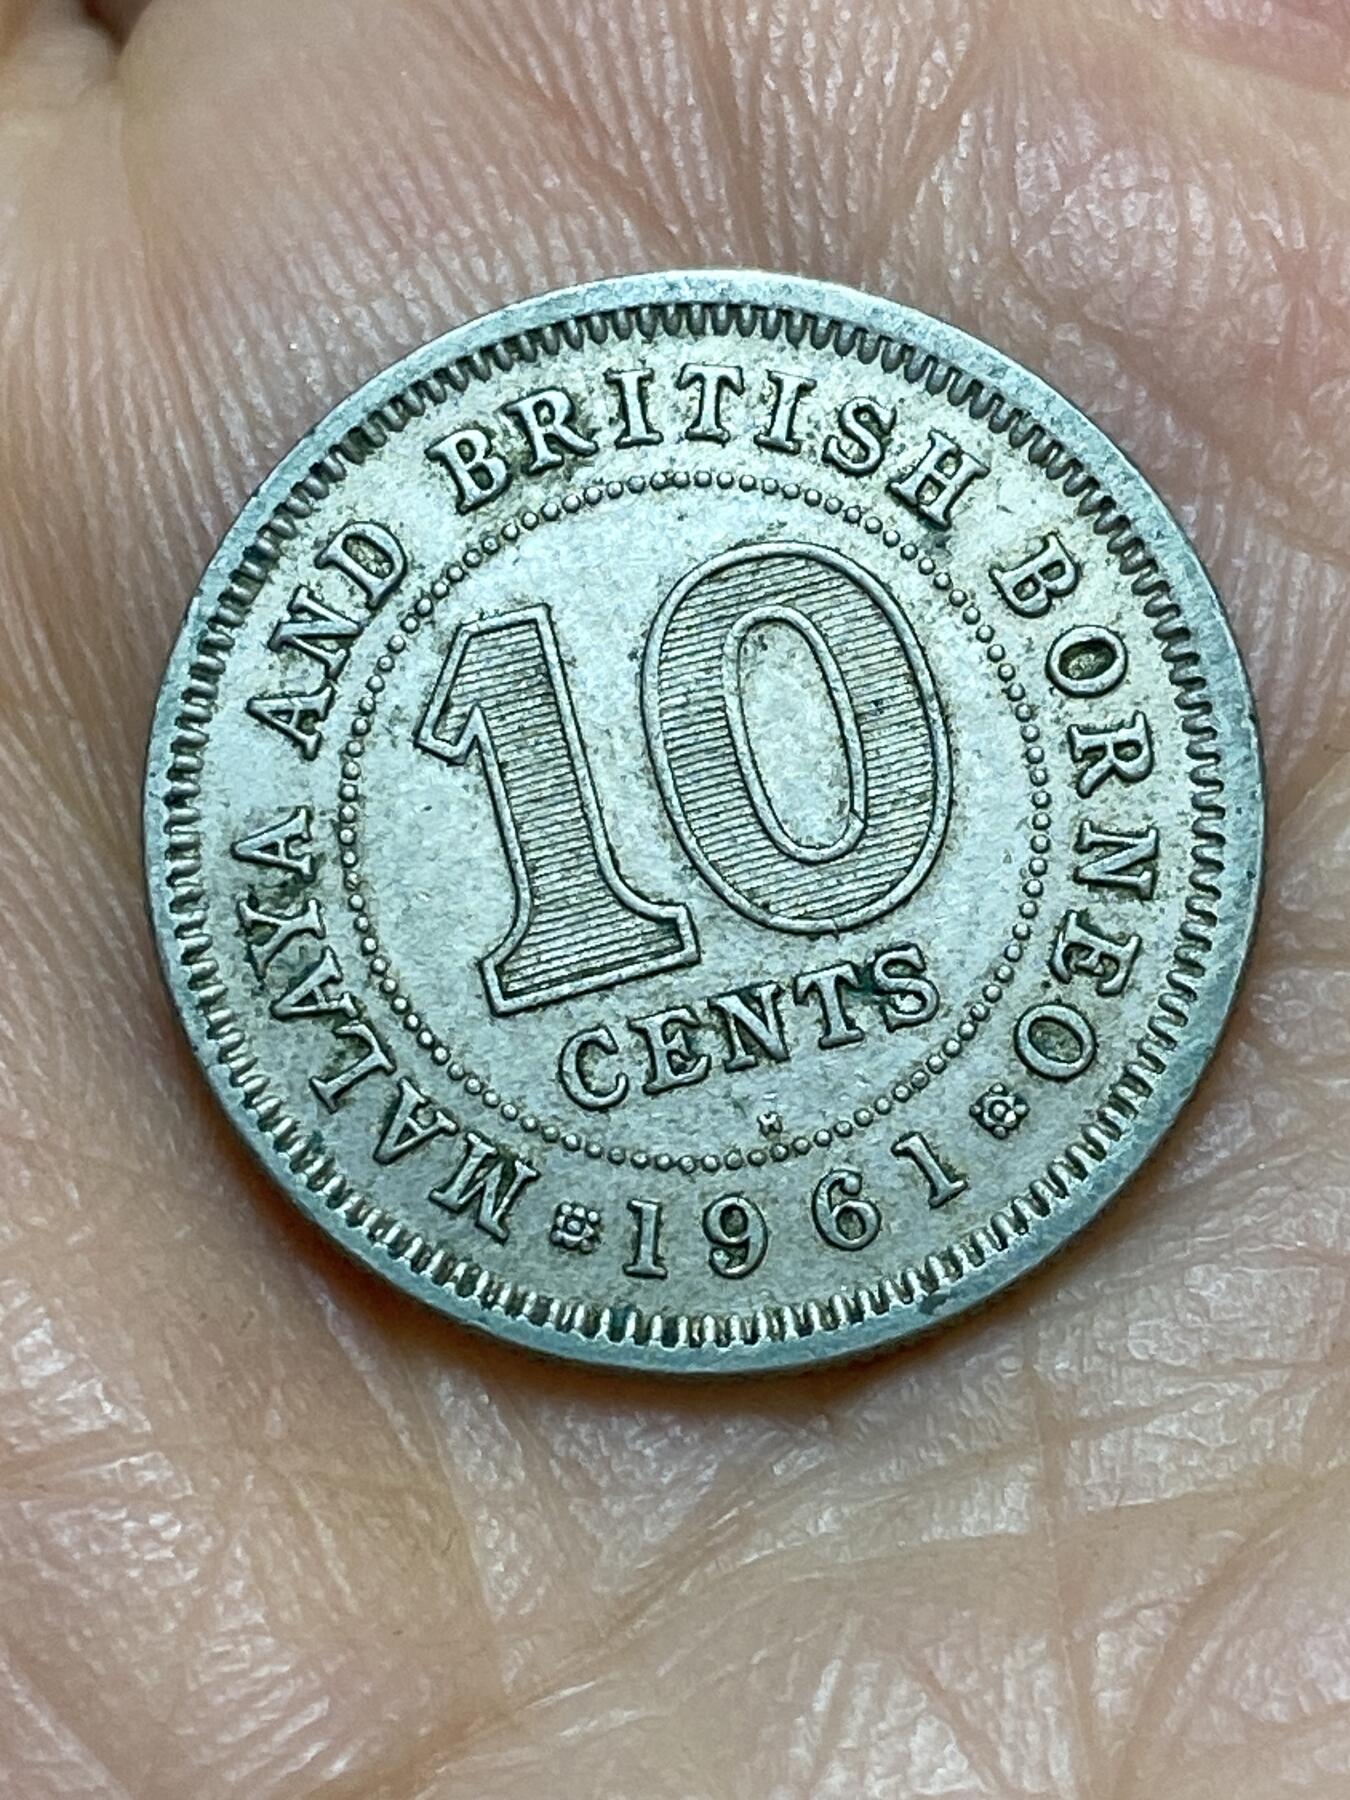 MALAYA AND BRITISH BORNEO
10
CENTS
H
1961